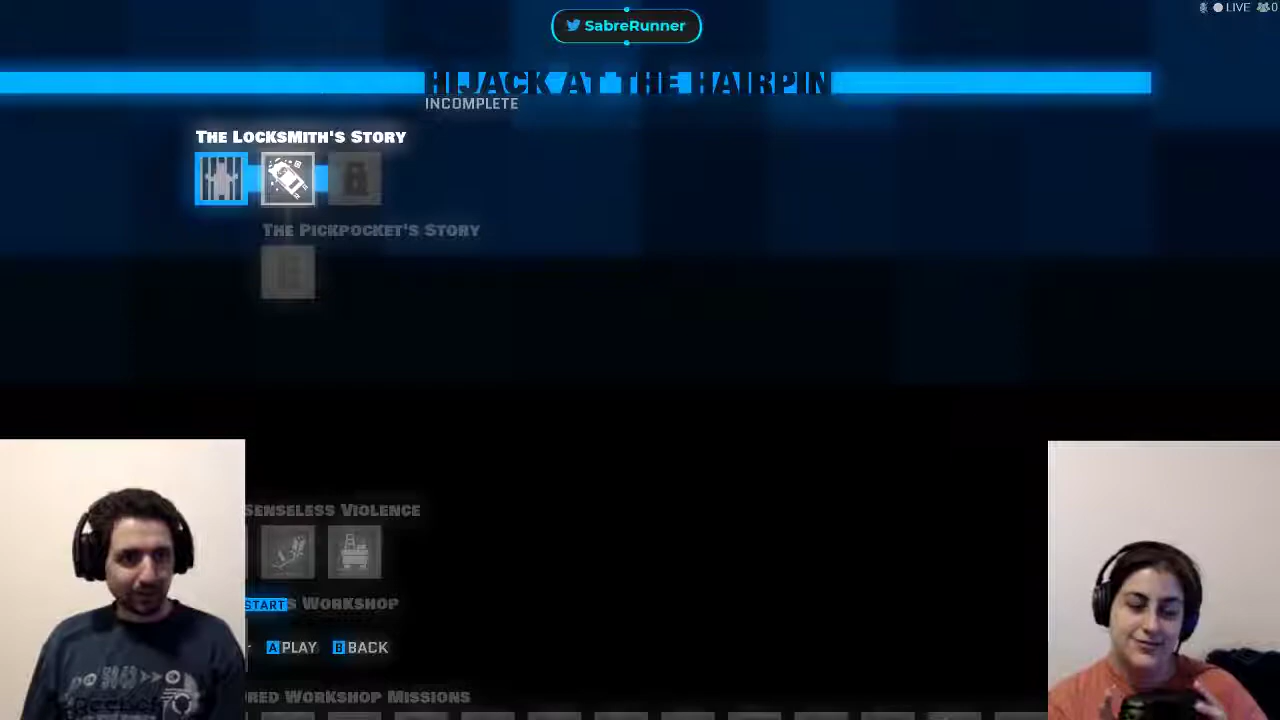 SabreRunner
LIVE 0
HIJACK AT THE HAIRPIN
INCOMPLETE
THE LOCKSMITH'S STORY
THE PICKPOCKET'S STORY
SENSELESS VIOLENCE
START S WORKSHOP
A PLAY B BACK
RED WORKSHOP MISSIONS